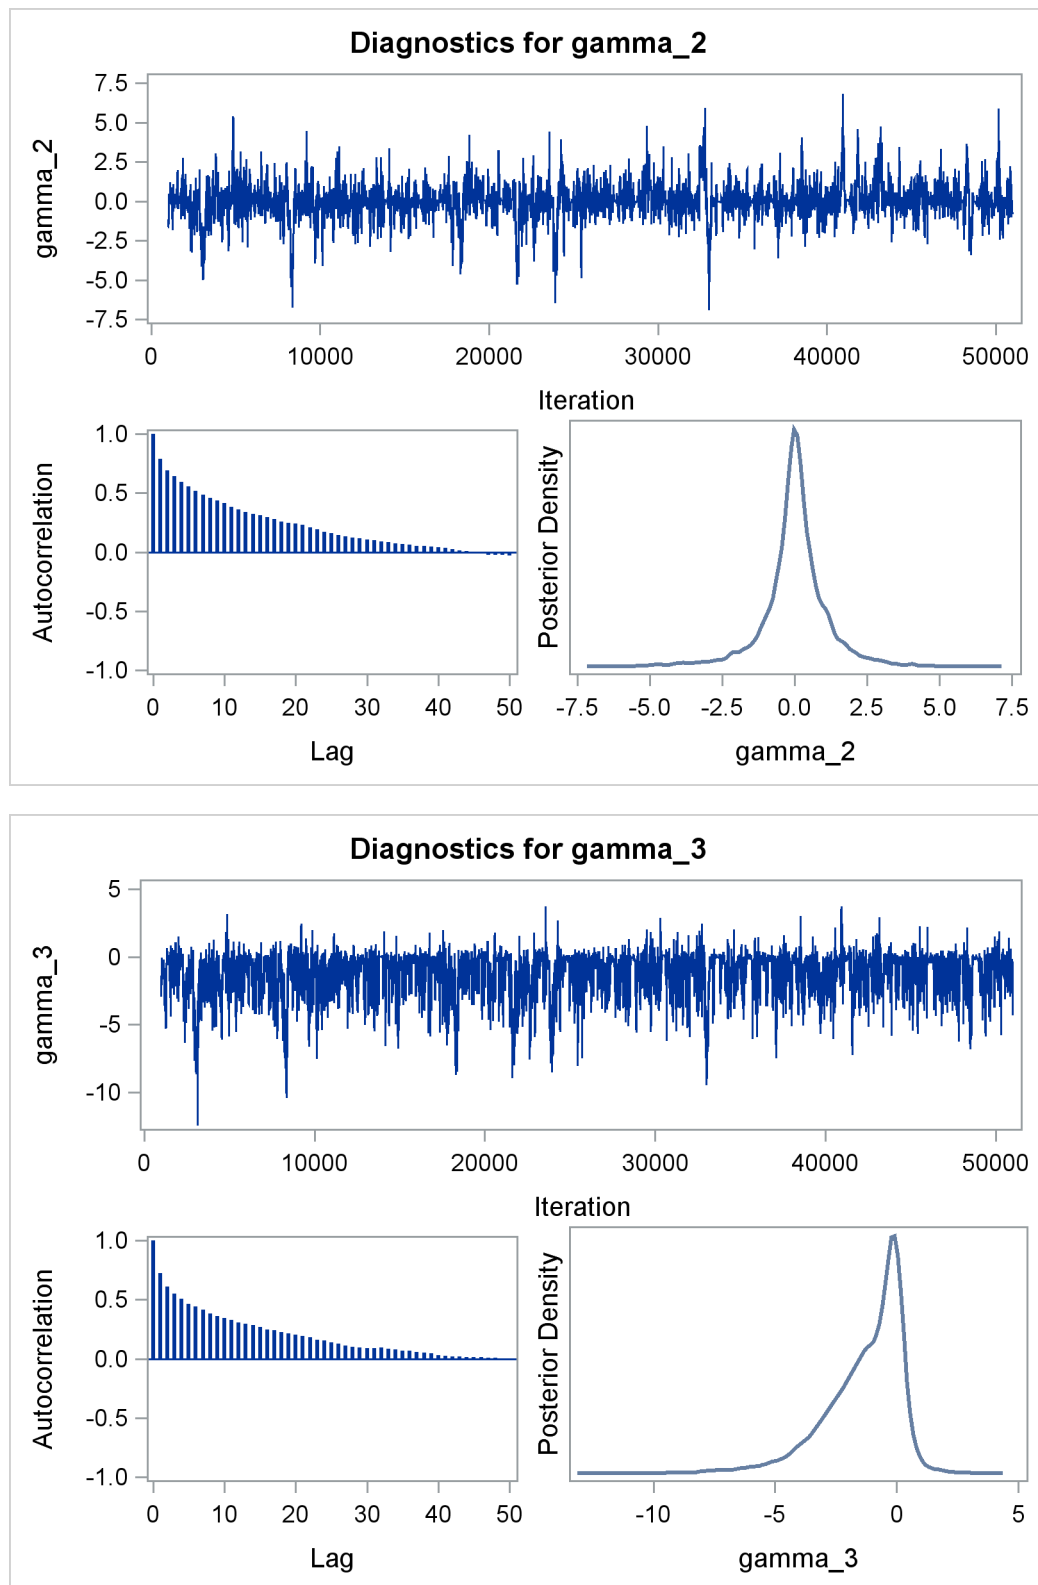 Diagnostics for gamma_2
gamma_2
7.5
5.0
2.5
0.0
-2.5
-5.0
-7.5
0 10000 20000 30000 40000 50000
Iteration
Autocorrelation
1.0
0.5
0.0
-0.5
-1.0
0 10 20 30 40 50
Lag
Posterior Density
-7.5 -5.0 -2.5 0.0 2.5 5.0 7.5
gamma_2
Diagnostics for gamma_3
gamma_3
5
0
-5
-10
0 10000 20000 30000 40000 50000
Iteration
Autocorrelation
1.0
0.5
0.0
-0.5
-1.0
0 10 20 30 40 50
Lag
Posterior Density
-10 -5 0 5
gamma_3